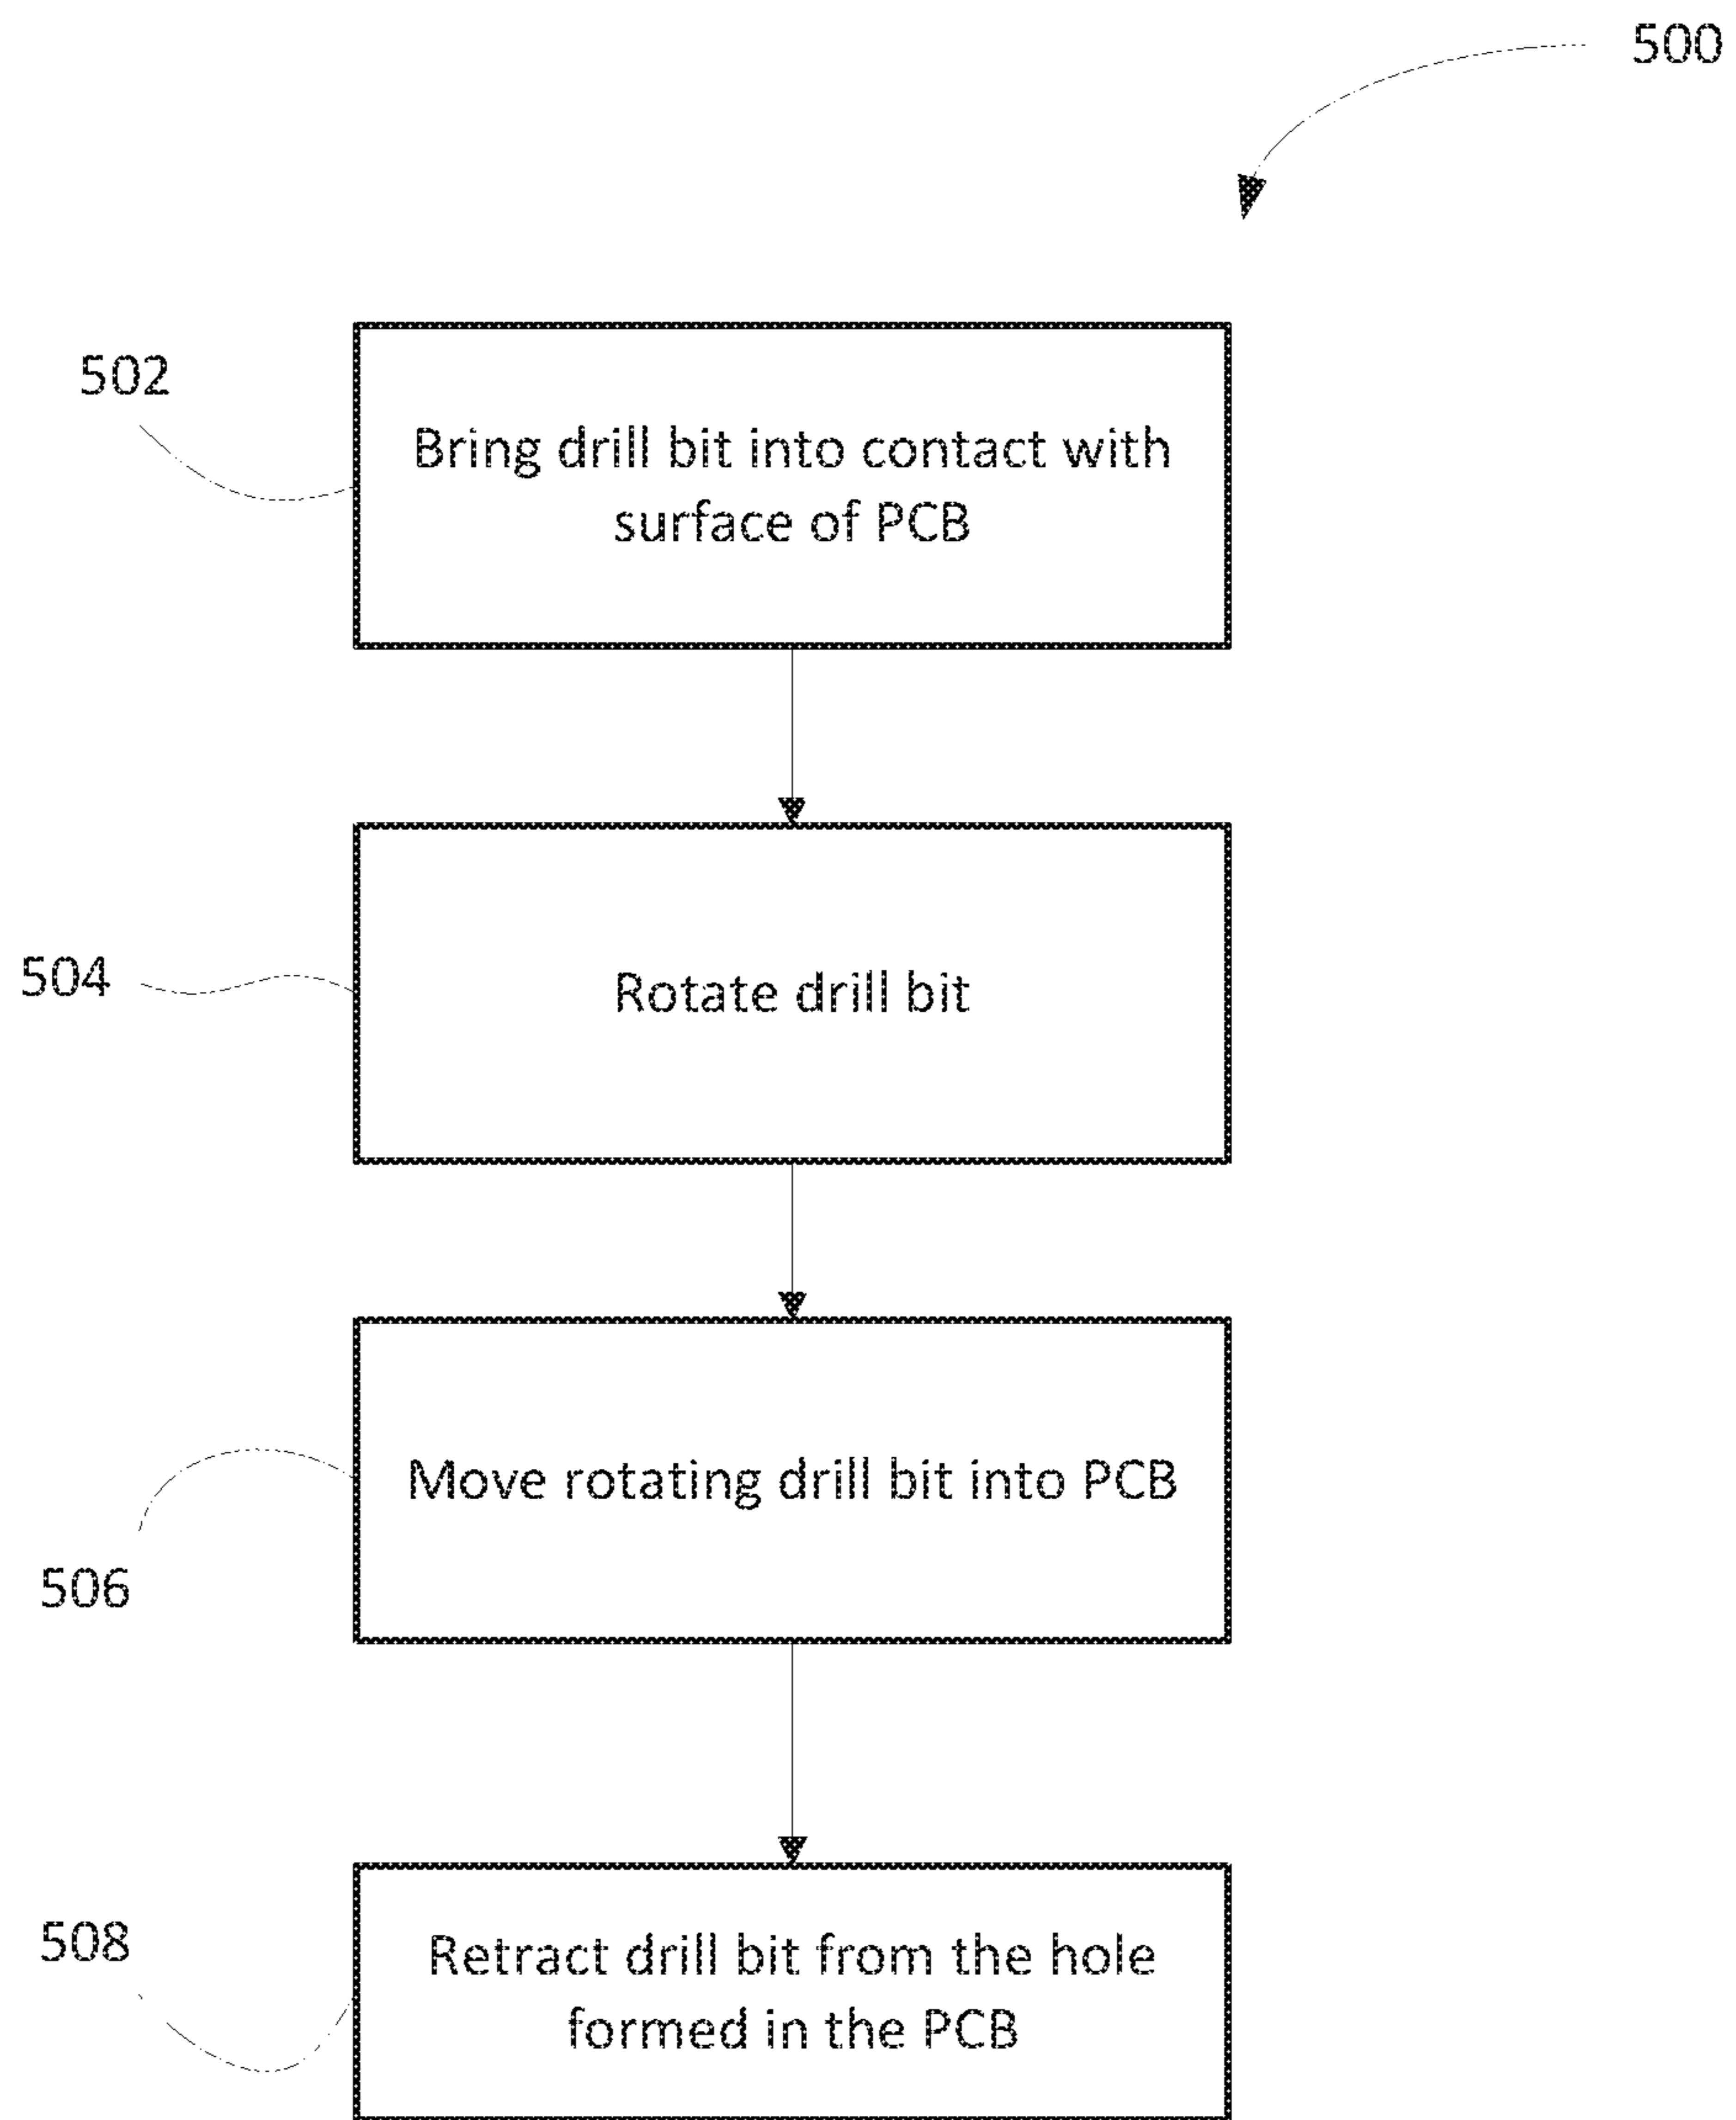 500
502
Bring drill bit into contact with
surface of PCB
504
Rotate drill bit
Move rotating drill bit into PCB
506
508
Retract drill bit from the hole
formed in the PCB